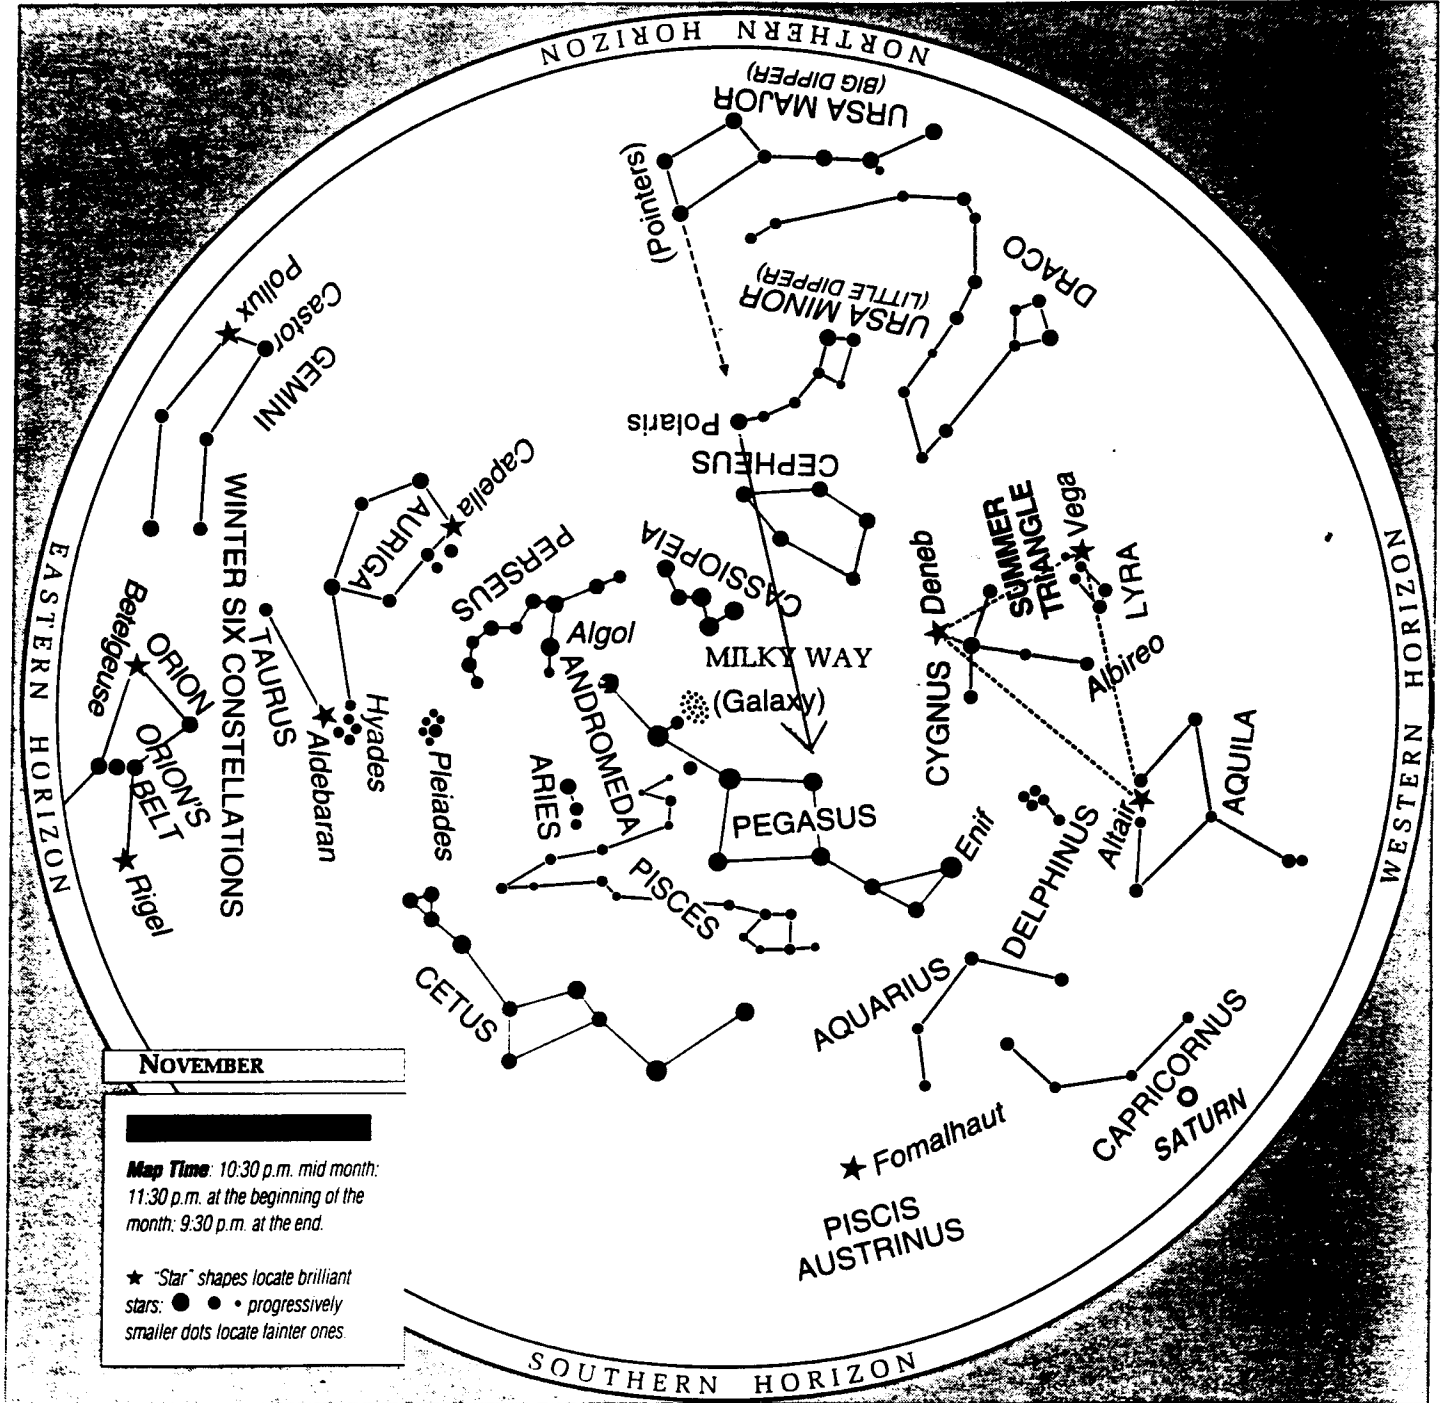 NORTHERN HORIZON
(BIG DIPPER)
URSA MAJOR
(Pointers)
DRACO
(LITTLE DIPPER)
URSA MINOR
Pollux
Castor
GEMINI
Polaris
CEPHEUS
Capella
AURIGA
PERSEUS
CASSIOPEIA
Algol
MILKY WAY
(Galaxy)
Deneb
SUMMER
TRIANGLE
Vega
LYRA
Albireo
CYGNUS
EASTERN HORIZON
WESTERN HORIZON
WINTER SIX CONSTELLATIONS
Betelgeuse
ORION
ORION'S
BELT
Rigel
TAURUS
Aldebaran
Hyades
Pleiades
ARIES
ANDROMEDA
PEGASUS
Enif
DELPHINUS
Altair
AQUILA
PISCES
CETUS
AQUARIUS
CAPRICORNUS
SATURN
Fomalhaut
PISCIS
AUSTRINUS
NOVEMBER
Map Time: 10:30 p.m. mid month:
11:30 p.m. at the beginning of the
month; 9:30 p.m. at the end.
★ "Star" shapes locate brilliant
stars: ● ● • progressively
smaller dots locate fainter ones.
SOUTHERN HORIZON